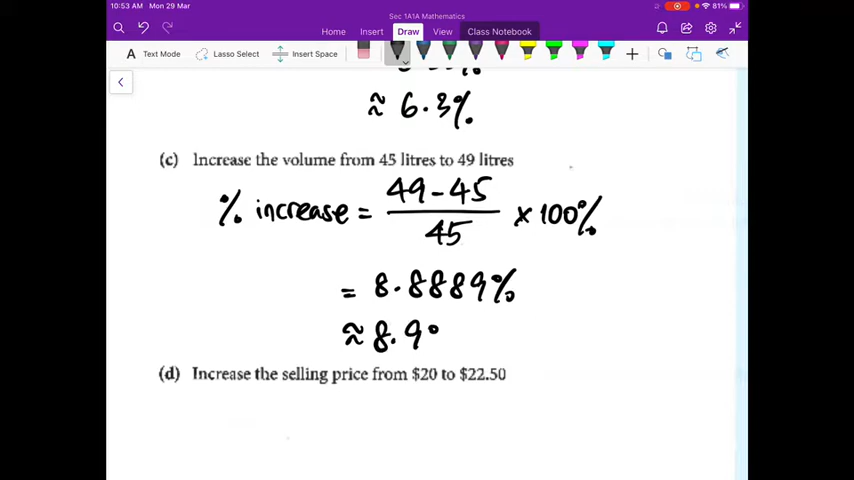 10:53 AM Mon 29 Mar
Sec 1A1A Mathematics
81%
Home Insert Draw View Class Notebook
A Text Mode Lasso Select Insert Space
≈ 6.3%
(c) Increase the volume from 45 litres to 49 litres
% increase = 49-45 / 45 × 100%
= 8.8889%
≈ 8.9°
(d) Increase the selling price from $20 to $22.50